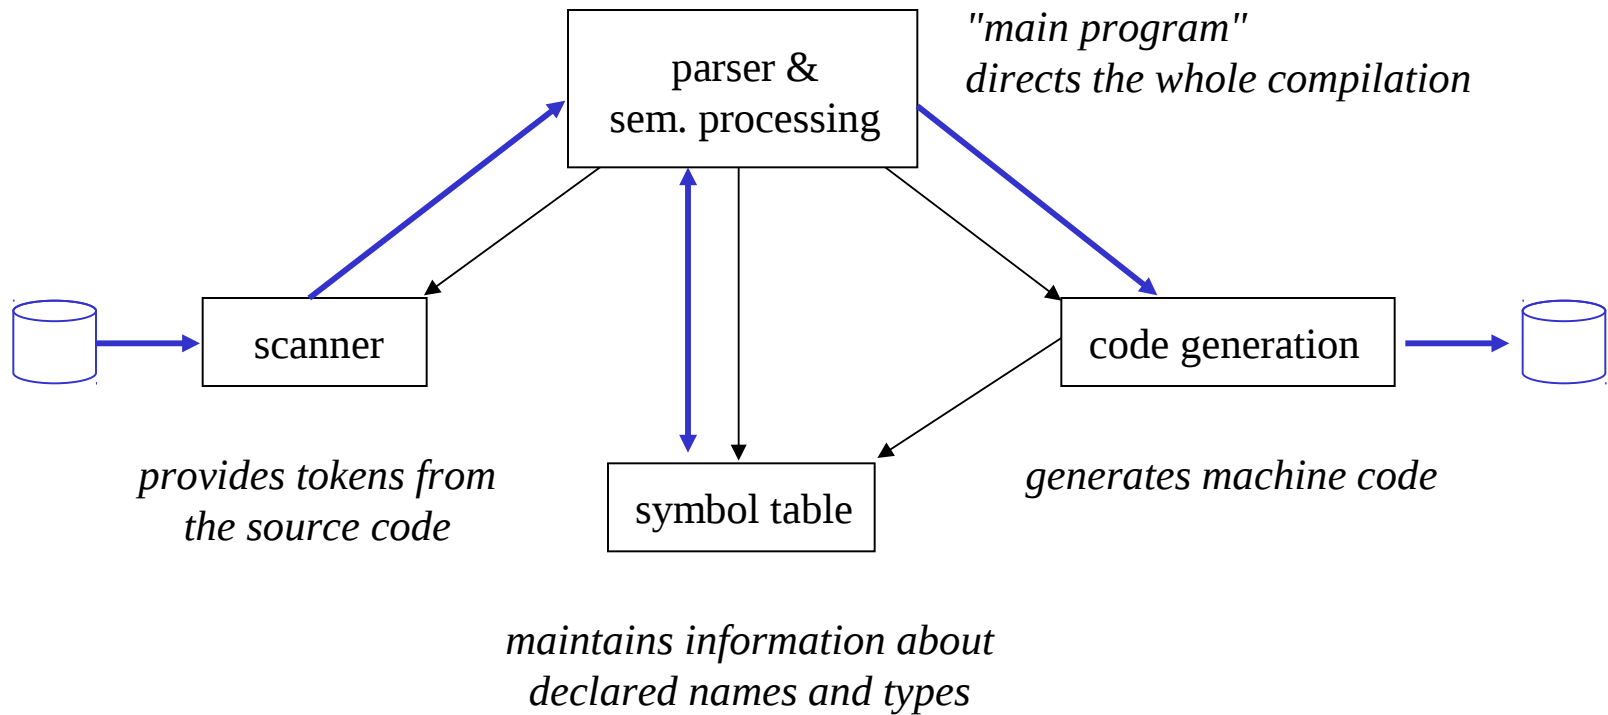 parser &
sem. processing
"main program"
directs the whole compilation
scanner
code generation
provides tokens from
the source code
symbol table
generates machine code
maintains information about
declared names and types